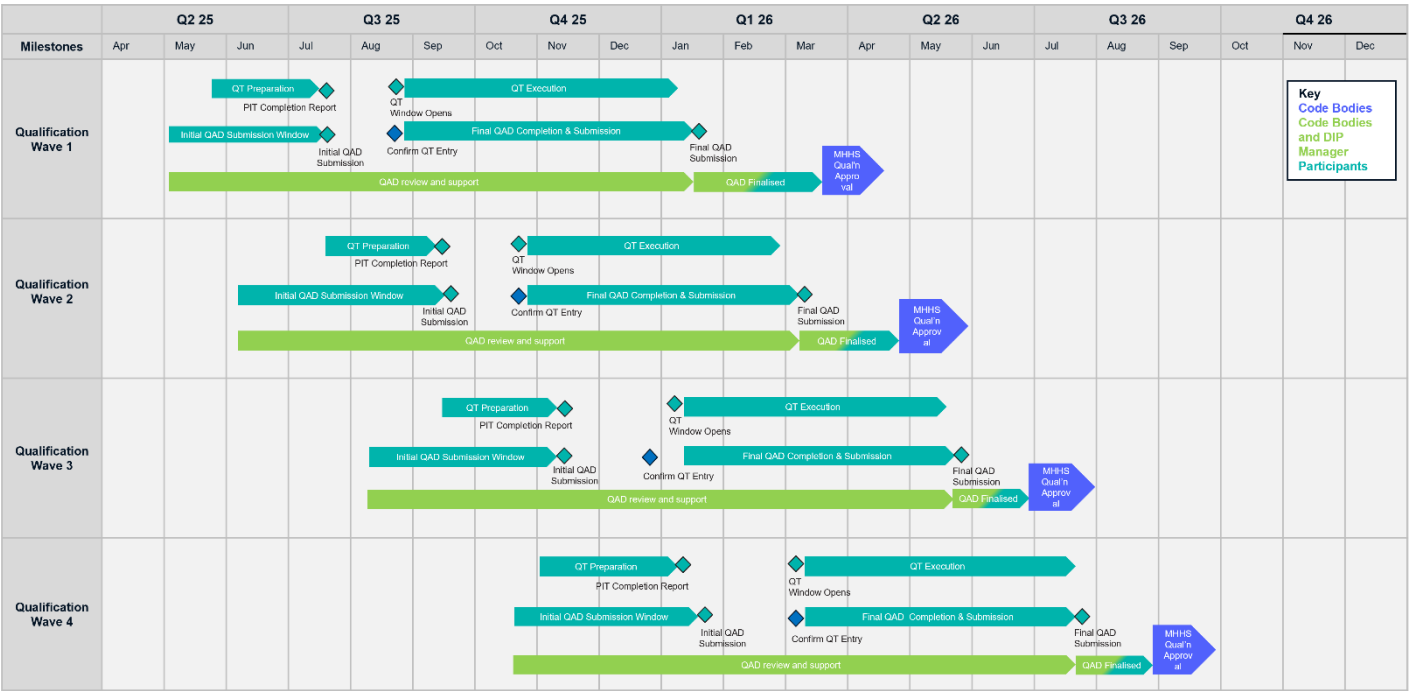 Q2 25
Q3 25
Q4 25
Q1 26
Q2 26
Q3 26
Q4 26
Milestones
Apr
May
Jun
Jul
Aug
Sep
Oct
Nov
Dec
Jan
Feb
Mar
Apr
May
Jun
Jul
Aug
Sep
Oct
Nov
Dec
Key
Code Bodies
Code Bodies
and DIP
Manager
Participants
Qualification
Wave 1
QT Preparation
PIT Completion Report
QT
Window Opens
QT Execution
Initial QAD Submission Window
Initial QAD
Submission
Confirm QT Entry
Final QAD Completion & Submission
Final QAD
Submission
QAD review and support
QAD Finalised
MHHS
Qual'n
Appro
val
Qualification
Wave 2
QT Preparation
PIT Completion Report
QT
Window Opens
QT Execution
Initial QAD Submission Window
Initial QAD
Submission
Confirm QT Entry
Final QAD Completion & Submission
Final QAD
Submission
QAD review and support
QAD Finalised
MHHS
Qual'n
Approv
al
Qualification
Wave 3
QT Preparation
PIT Completion Report
QT
Window Opens
QT Execution
Initial QAD Submission Window
Initial QAD
Submission
Confirm QT Entry
Final QAD Completion & Submission
Final QAD
Submission
QAD review and support
QAD Finalised
MHHS
Qual'n
Approv
al
Qualification
Wave 4
QT Preparation
PIT Completion Report
QT
Window Opens
QT Execution
Initial QAD Submission Window
Initial QAD
Submission
Confirm QT Entry
Final QAD Completion & Submission
Final QAD
Submission
QAD review and support
QAD Finalised
MHHS
Qual'n
Approv
al